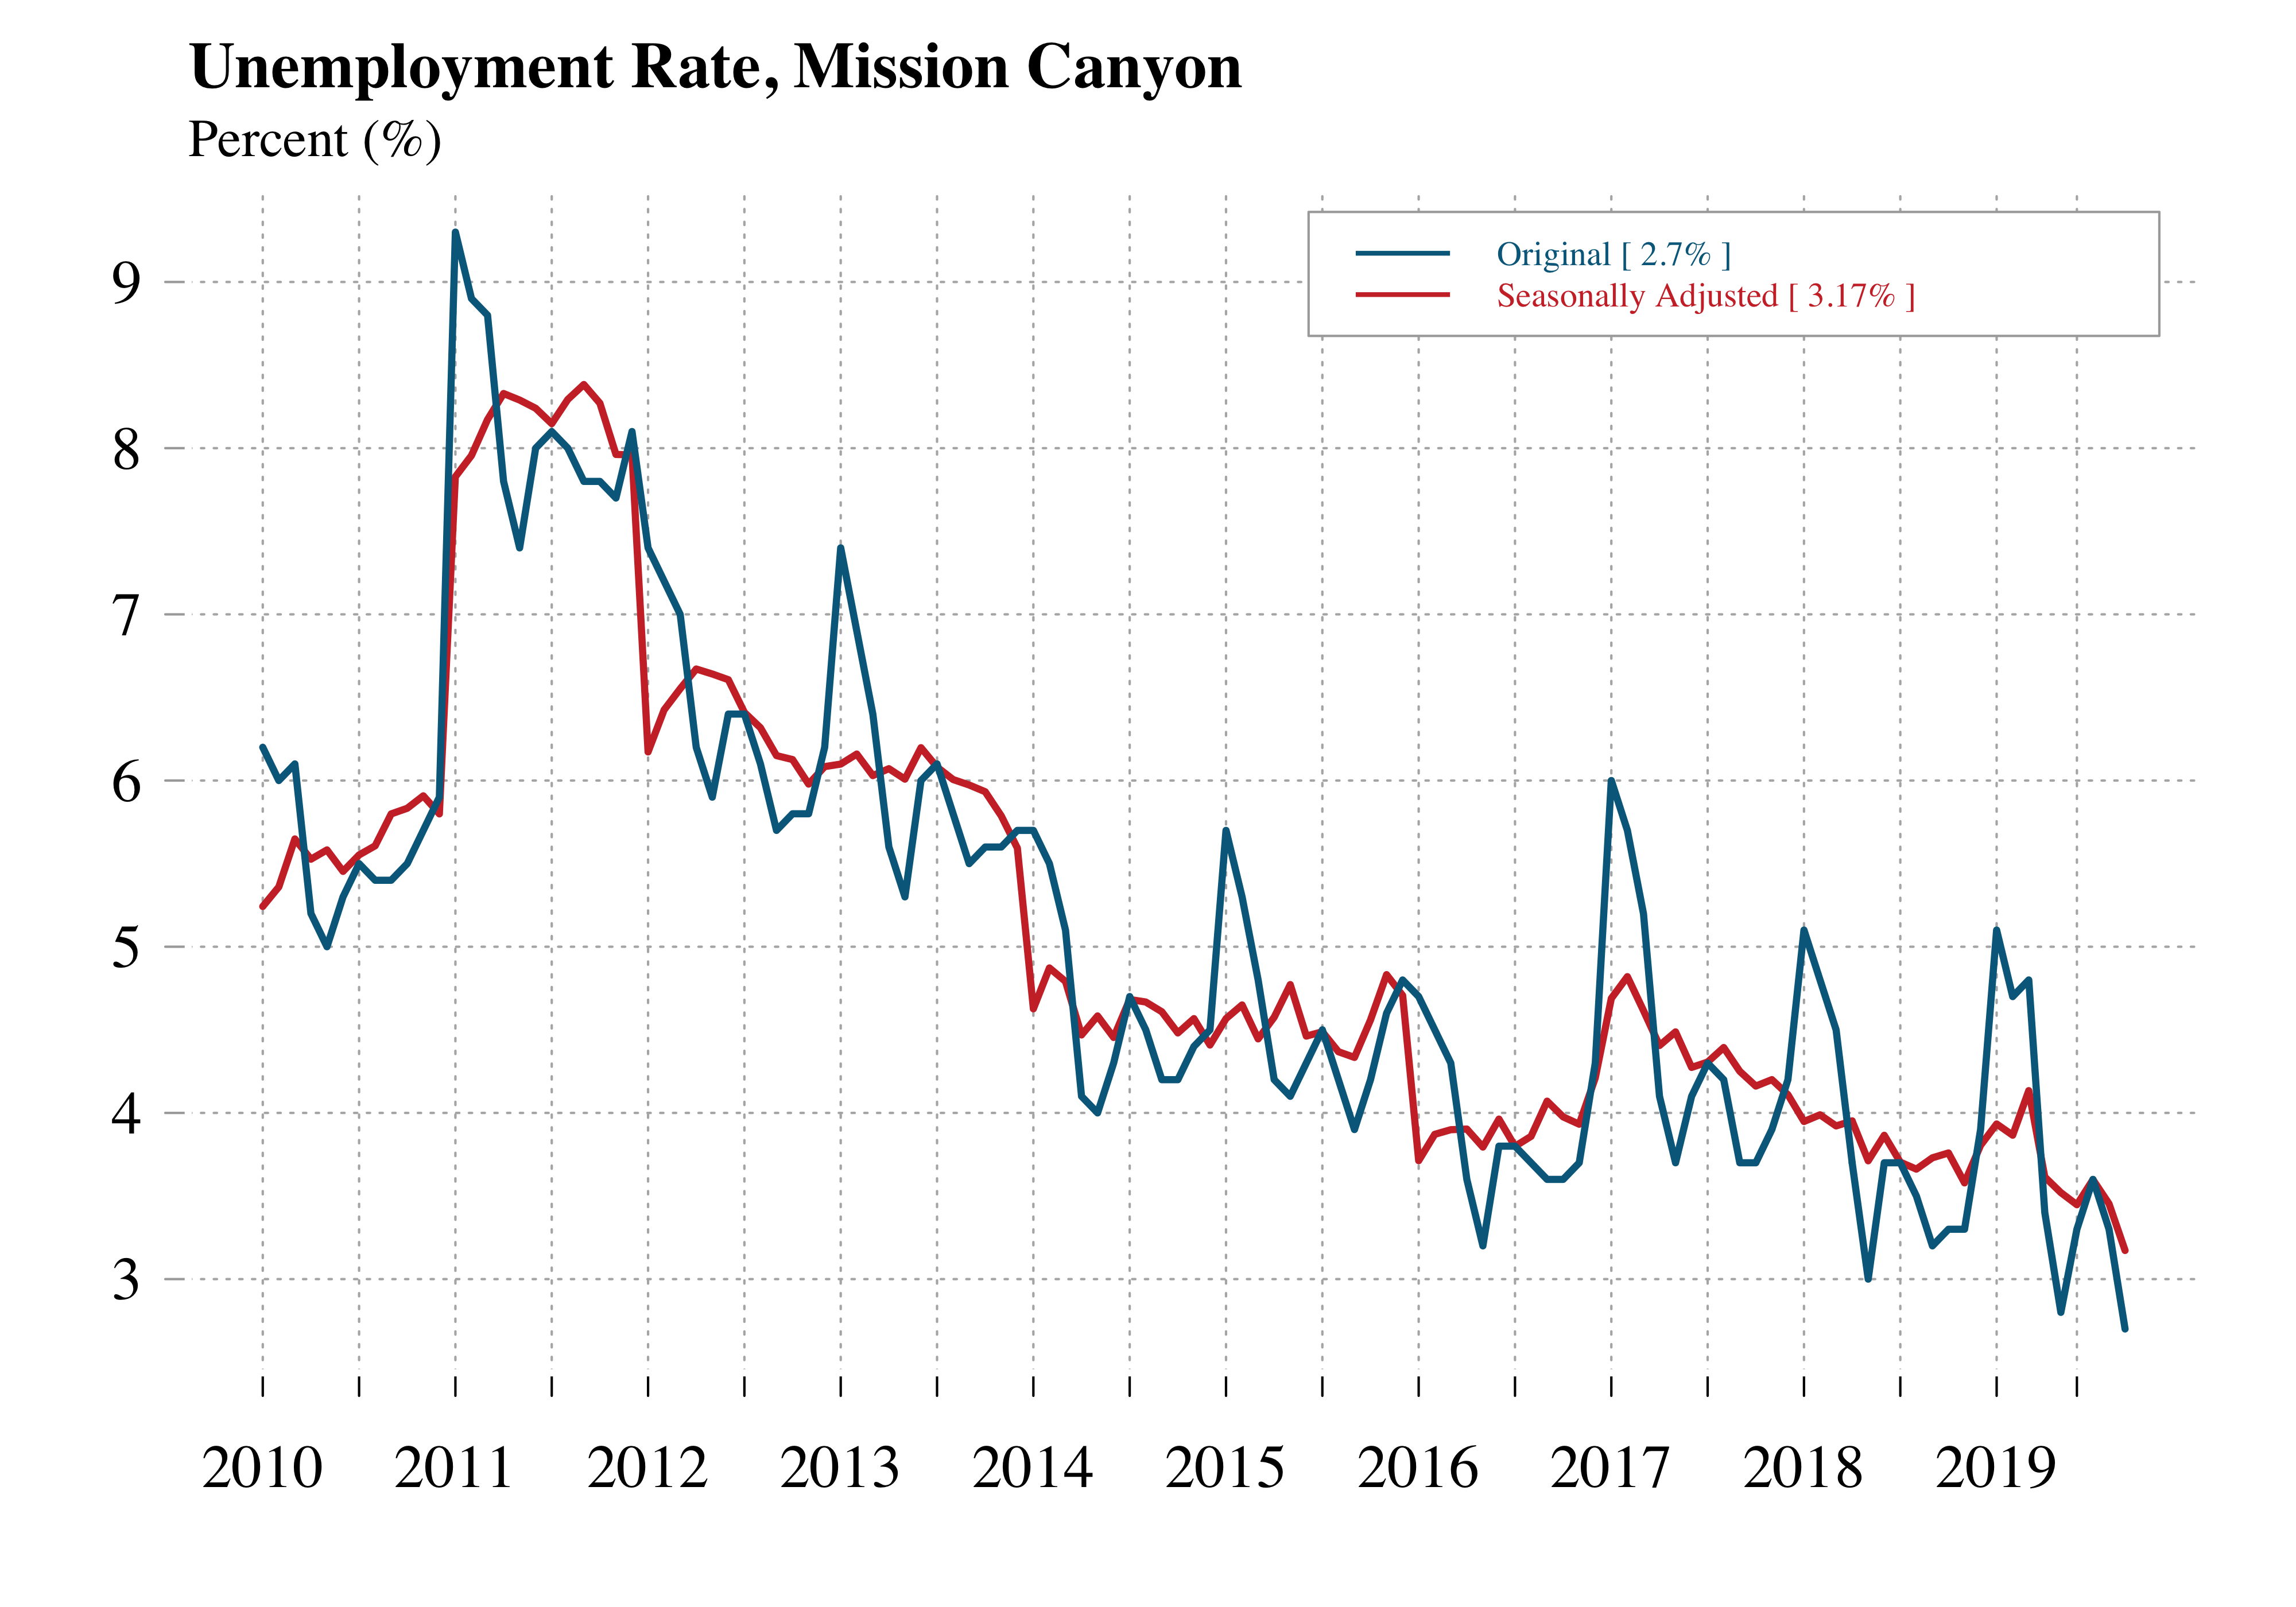 Unemployment Rate, Mission Canyon
Percent (%)
Original [ 2.7% ]
Seasonally Adjusted [ 3.17% ]
9
8
7
6
5
4
3
2010 2011 2012 2013 2014 2015 2016 2017 2018 2019